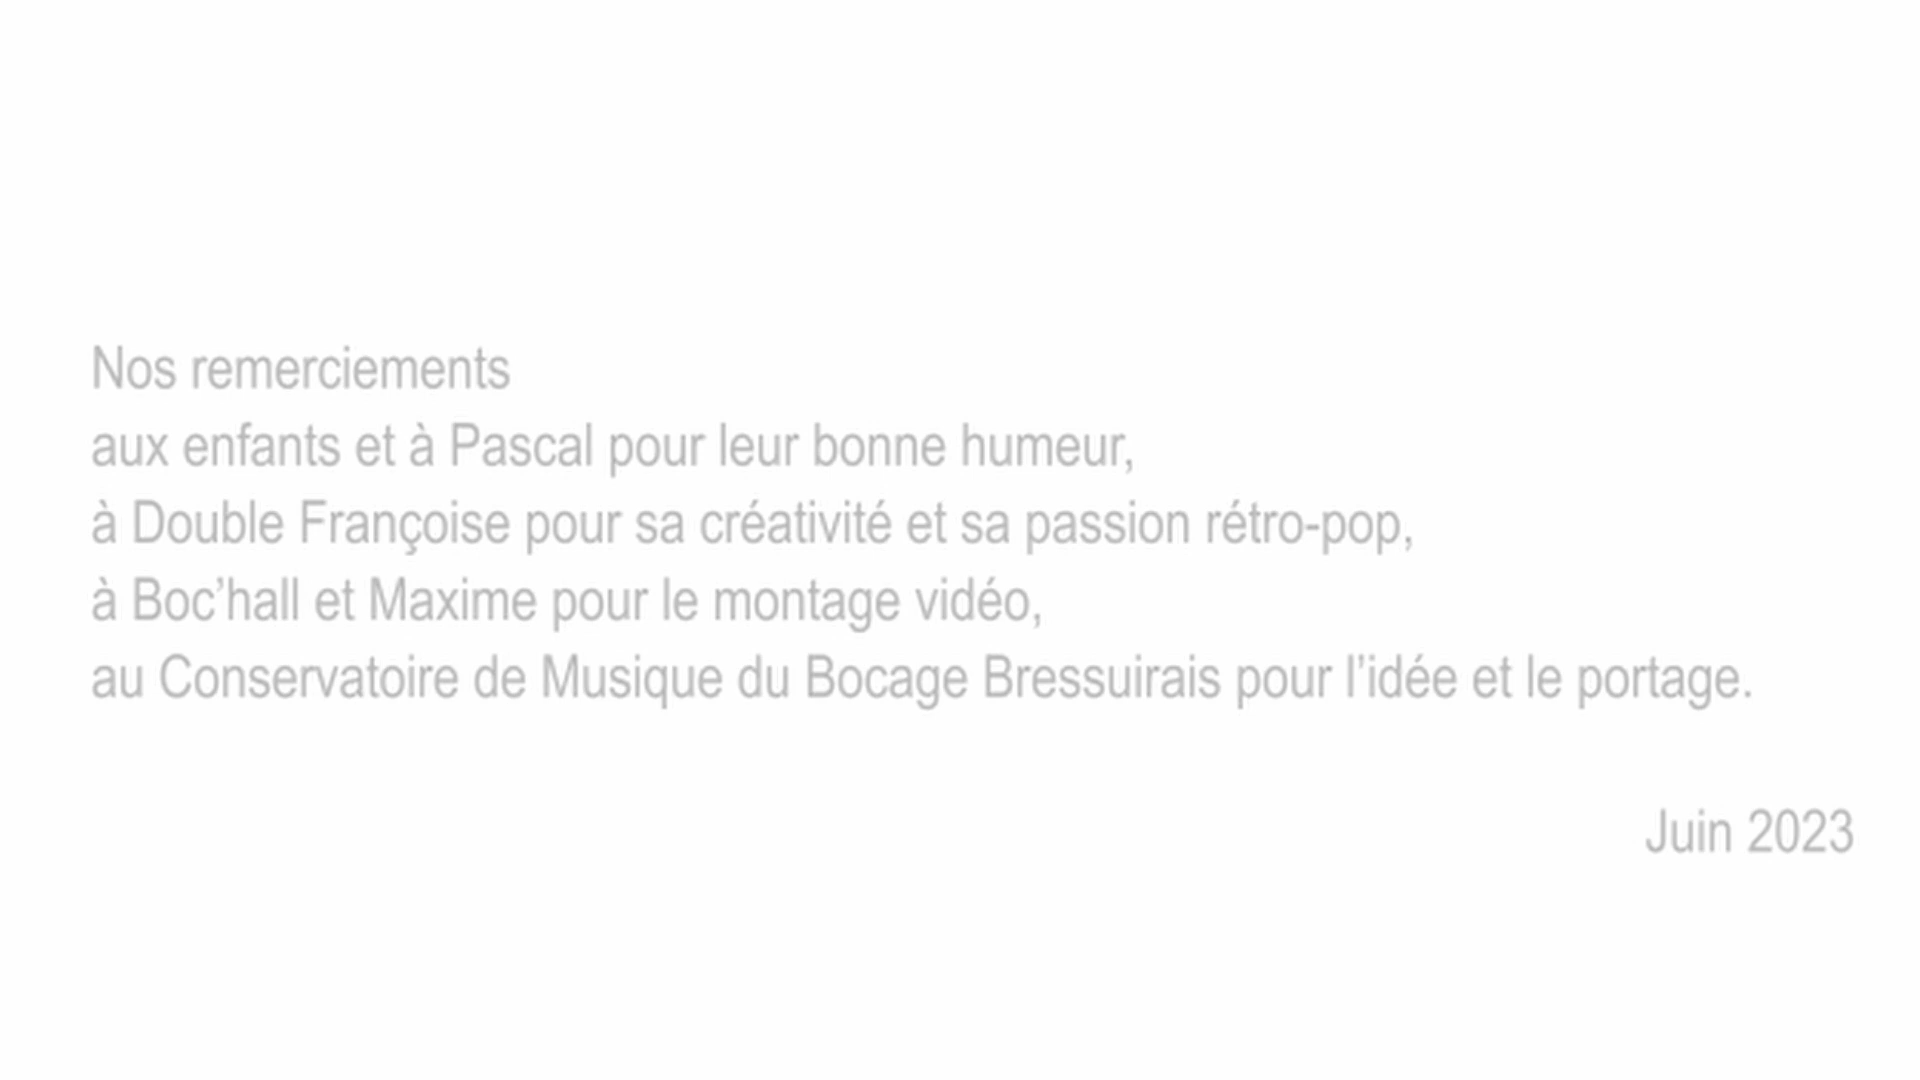 Nos remerciements
aux enfants et à Pascal pour leur bonne humeur,
à Double Françoise pour sa créativité et sa passion rétro-pop,
à Boc’hall et Maxime pour le montage vidéo,
au Conservatoire de Musique du Bocage Bressuirais pour l’idée et le portage.
Juin 2023